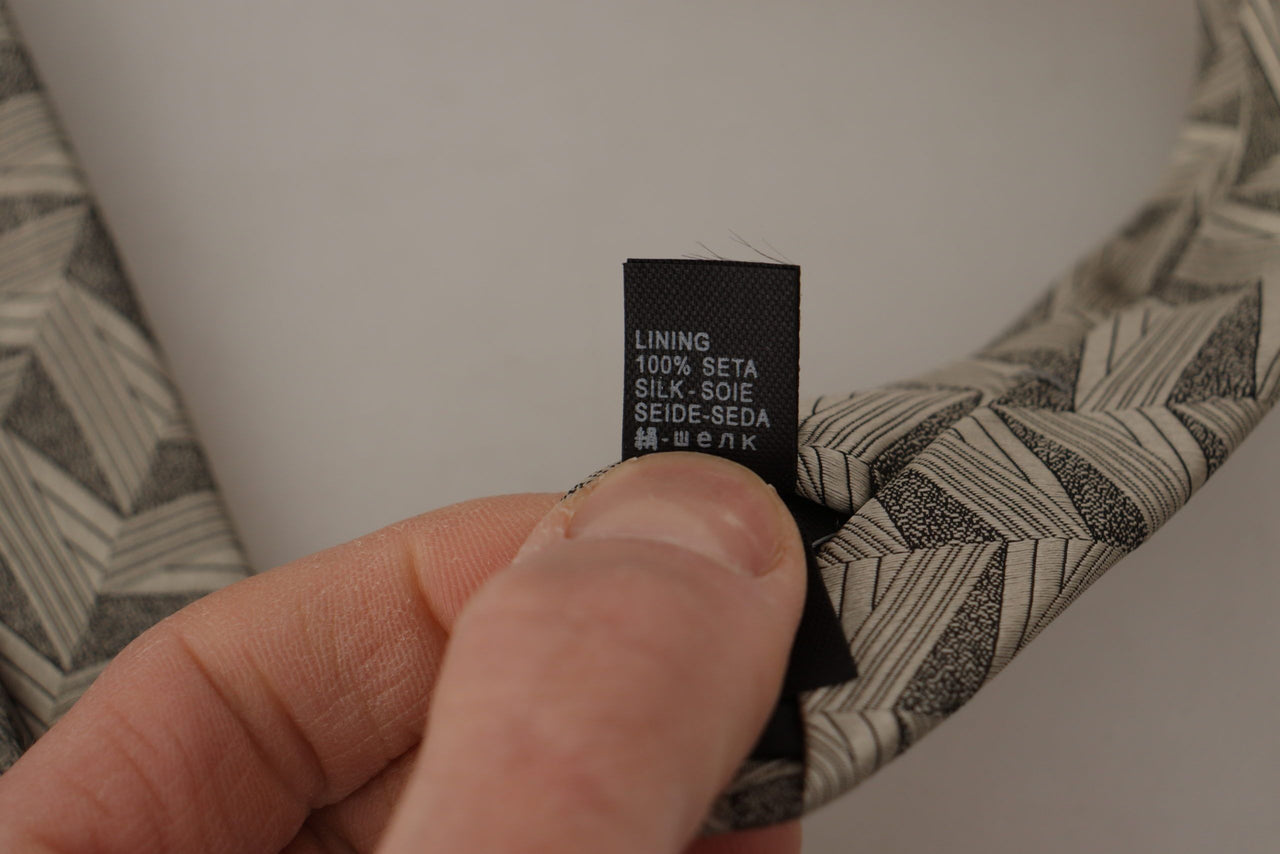 LINING
100% SETA
SILK-SOIE
SEIDE-SEDA
絹-шелк